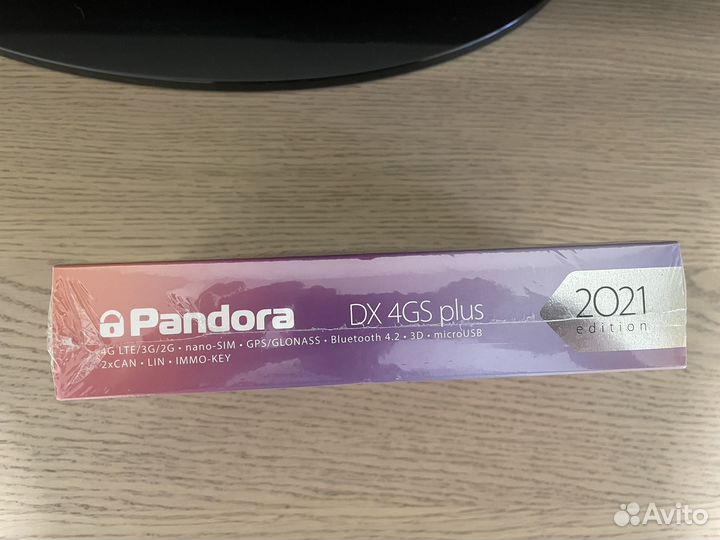 Pandora
DX 4GS plus
2021
edition
4G LTE/3G/2G • nano-SIM • GPS/GLONASS • Bluetooth 4.2 • 3D • microUSB
2xCAN • LIN • IMMO-KEY
Avito